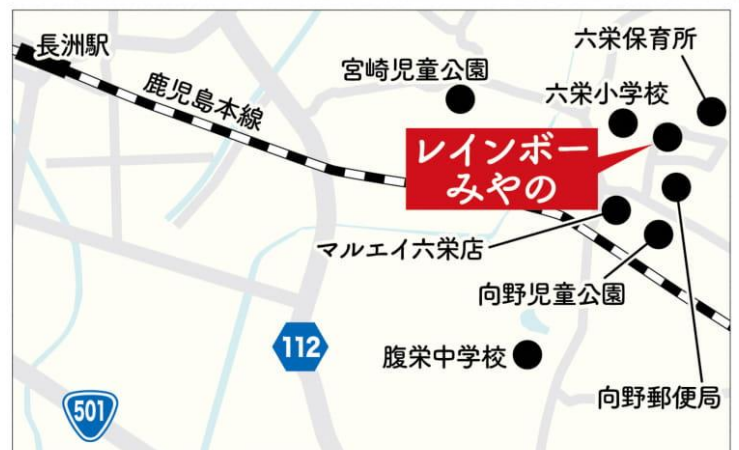 長洲駅
鹿児島本線
宮崎児童公園
六栄保育所
六栄小学校
レインボー
みやの
マルエイ六栄店
向野児童公園
112
腹栄中学校
向野郵便局
501